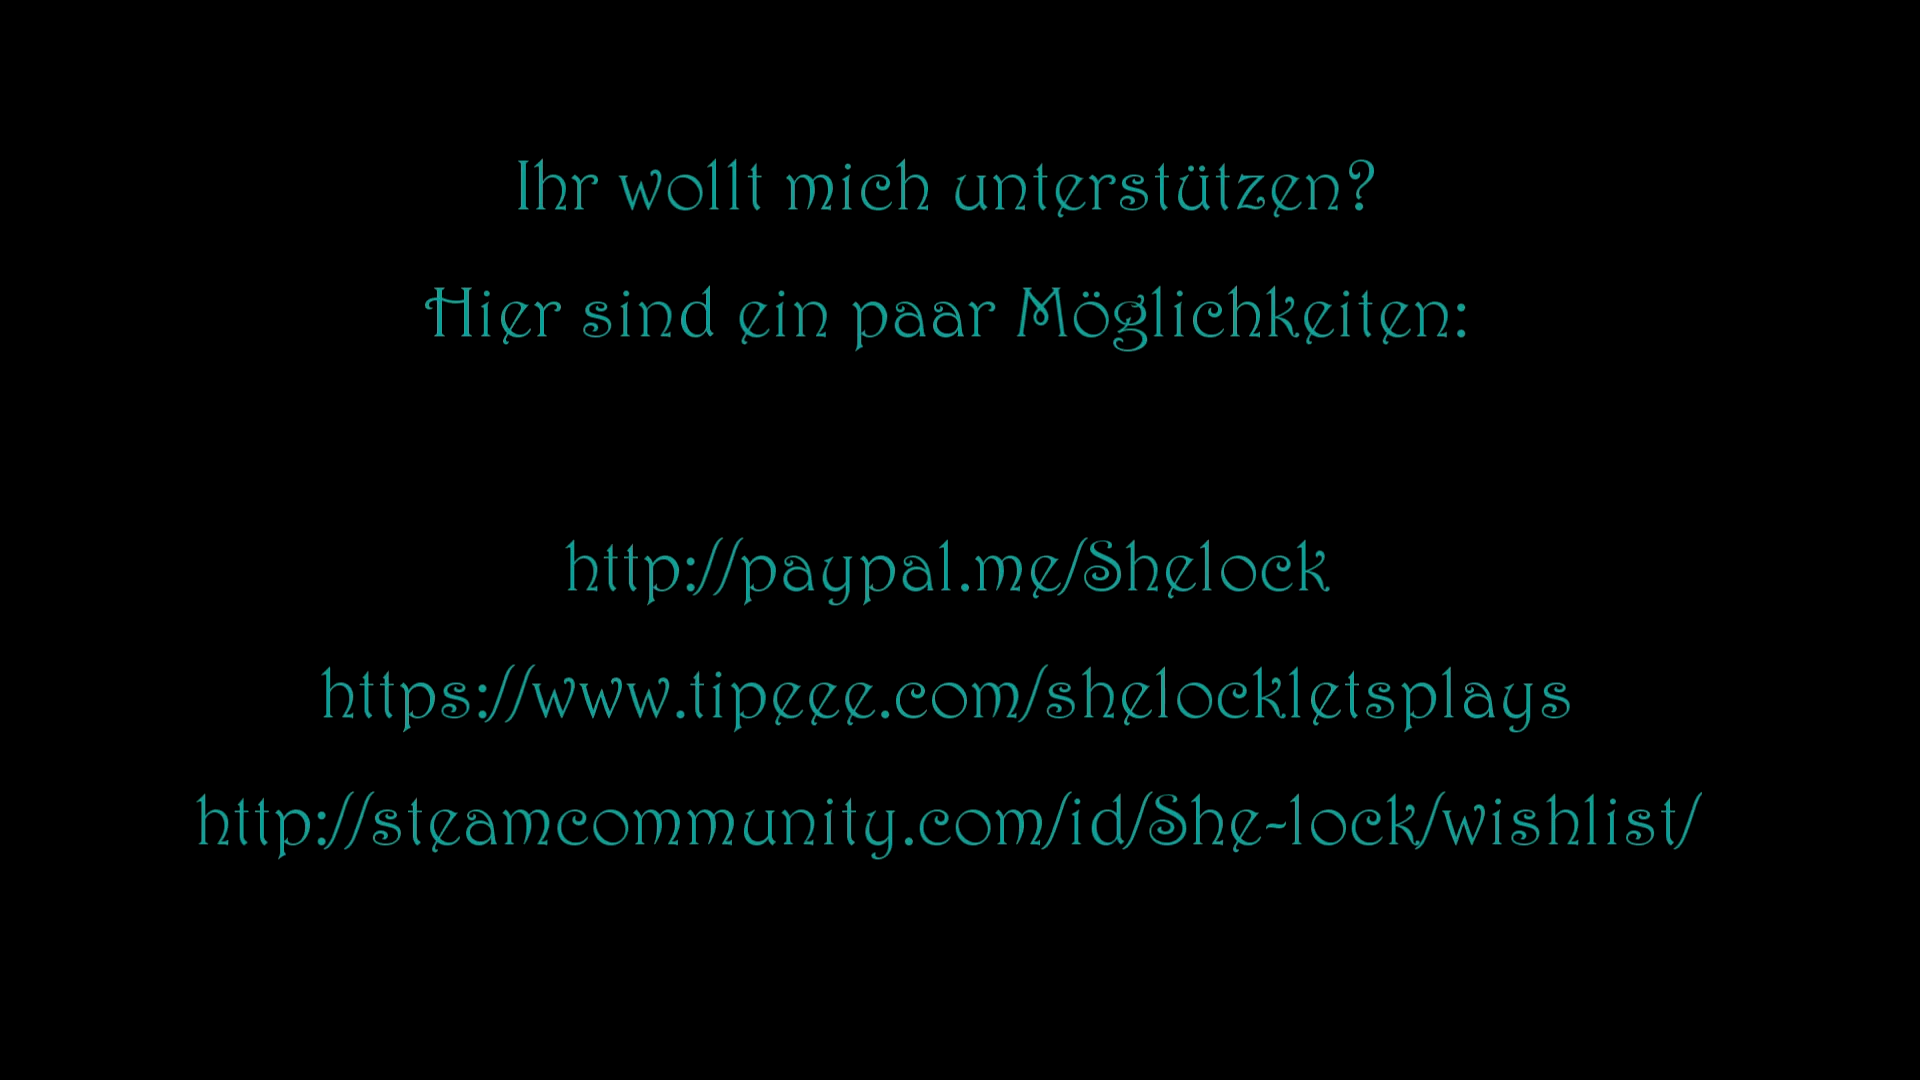 Ihr wollt mich unterstützen?
Hier sind ein paar Möglichkeiten:
http://paypal.me/Shelock
https://www.tipeee.com/shelockletsplays
http://steamcommunity.com/id/She-lock/wishlist/